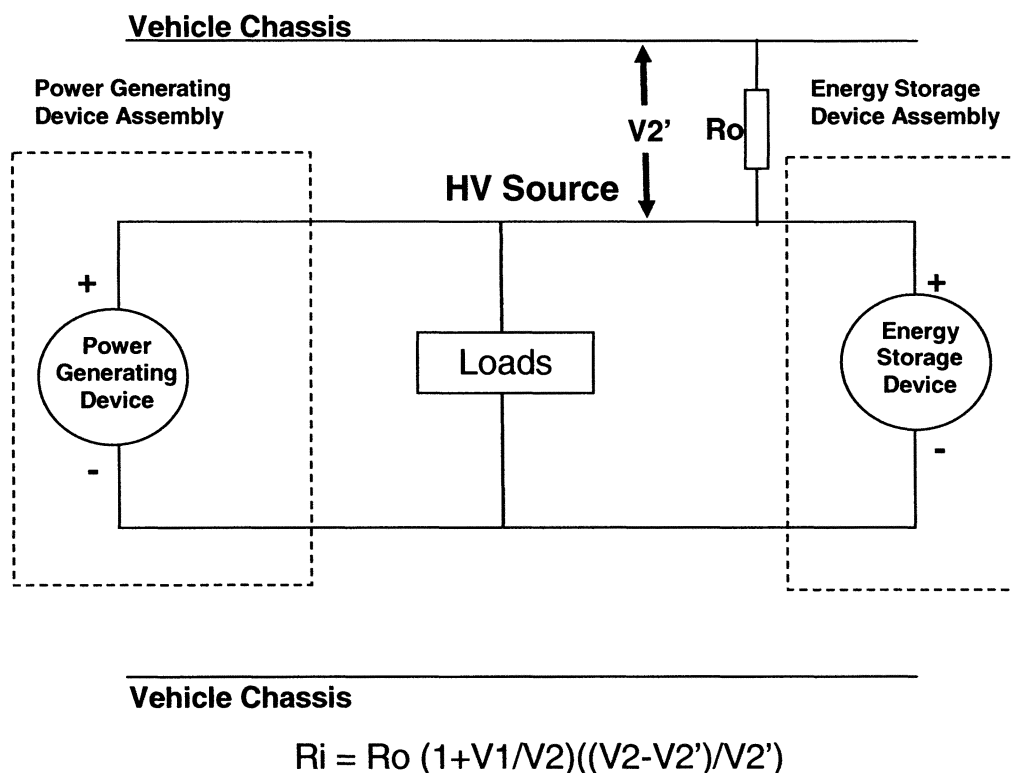 Vehicle Chassis
Power Generating
Device Assembly
Energy Storage
Device Assembly
V2’
Ro
HV Source
+
+
Power
Generating
Device
Loads
Energy
Storage
Device
-
-
Vehicle Chassis
Ri = Ro (1+V1/V2)((V2-V2’)/V2’)